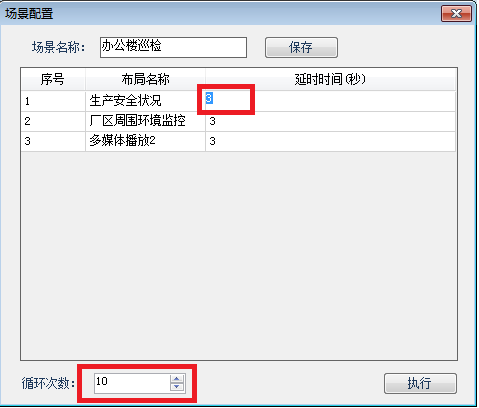 场景配置
场景名称： 办公楼巡检 保存
序号 布局名称 延时时间(秒)
1 生产安全状况 3
2 厂区周围环境监控 3
3 多媒体播放2 3
循环次数： 10 执行